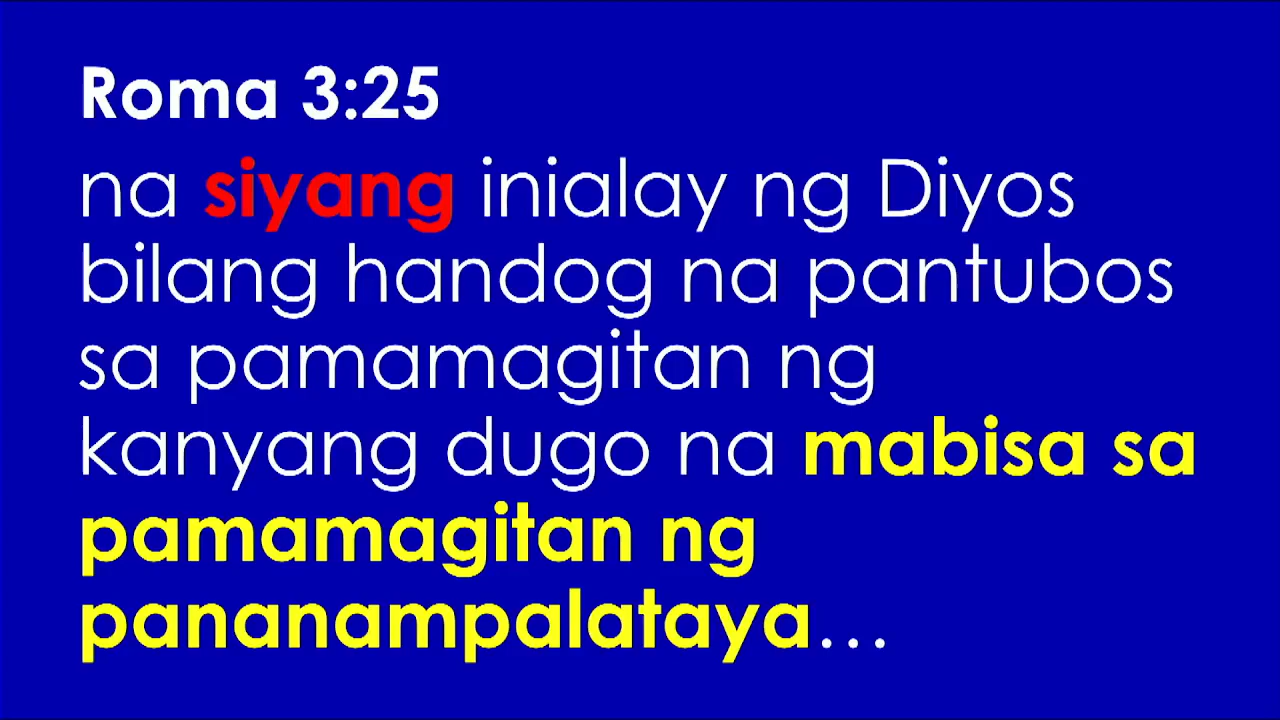 Roma 3:25
na siyang inialay ng Diyos
bilang handog na pantubos
sa pamamagitan ng
kanyang dugo na mabisa sa
pamamagitan ng
pananampalataya...